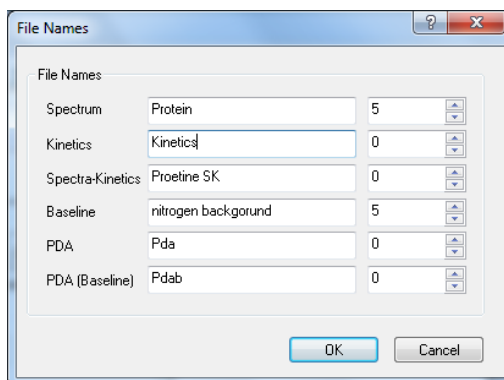 File Names
File Names
Spectrum Protein 5
Kinetics Kinetics 0
Spectra-Kinetics Proetine SK 0
Baseline nitrogen backgorund 5
PDA Pda 0
PDA (Baseline) Pdab 0
OK Cancel